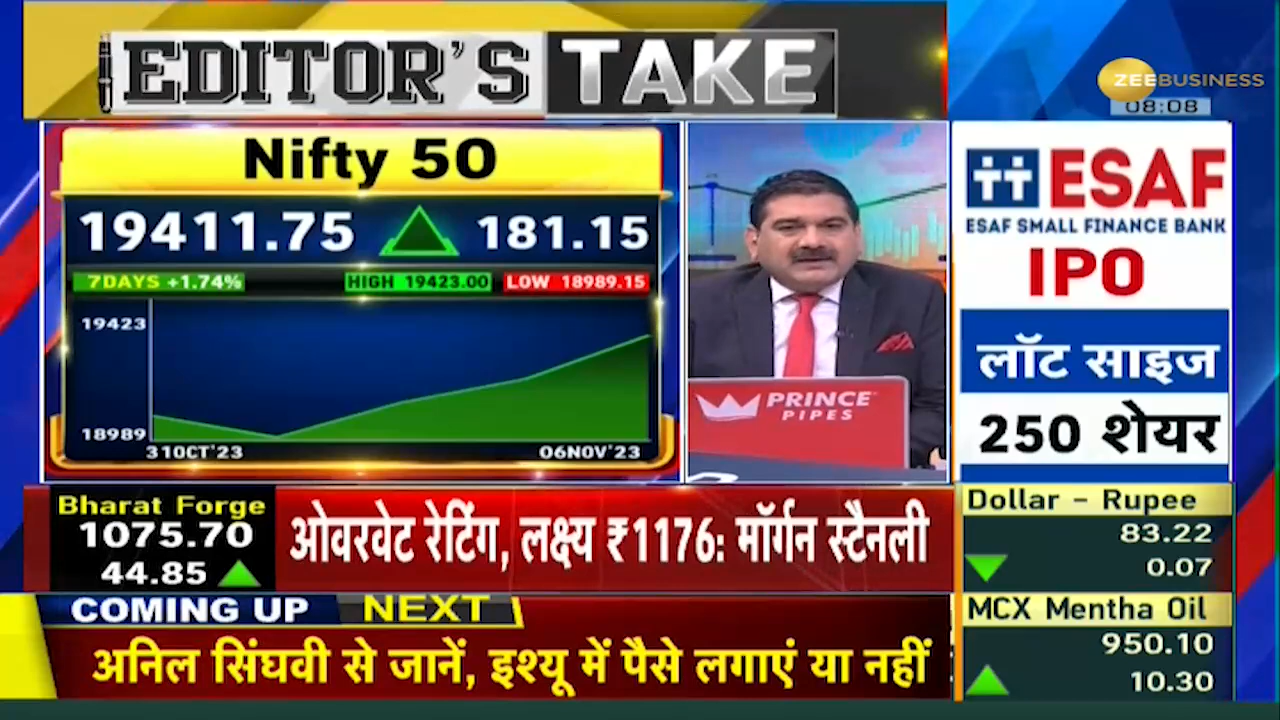 EDITOR'S TAKE
ZEEBUSINESS
08:08
Nifty 50
19411.75 181.15
7DAYS +1.74% HIGH 19423.00 LOW 18989.15
19423
18989
31OCT'23 06NOV'23
PRINCE
PIPES
ESAF
ESAF SMALL FINANCE BANK
IPO
लॉट साइज
250 शेयर
Bharat Forge
1075.70
44.85
ओवरवेट रेटिंग, लक्ष्य ₹1176: मॉर्गन स्टैनली
Dollar - Rupee
83.22
0.07
COMING UP NEXT
अनिल सिंघवी से जानें, इश्यू में पैसे लगाएं या नहीं
MCX Mentha Oil
950.10
10.30